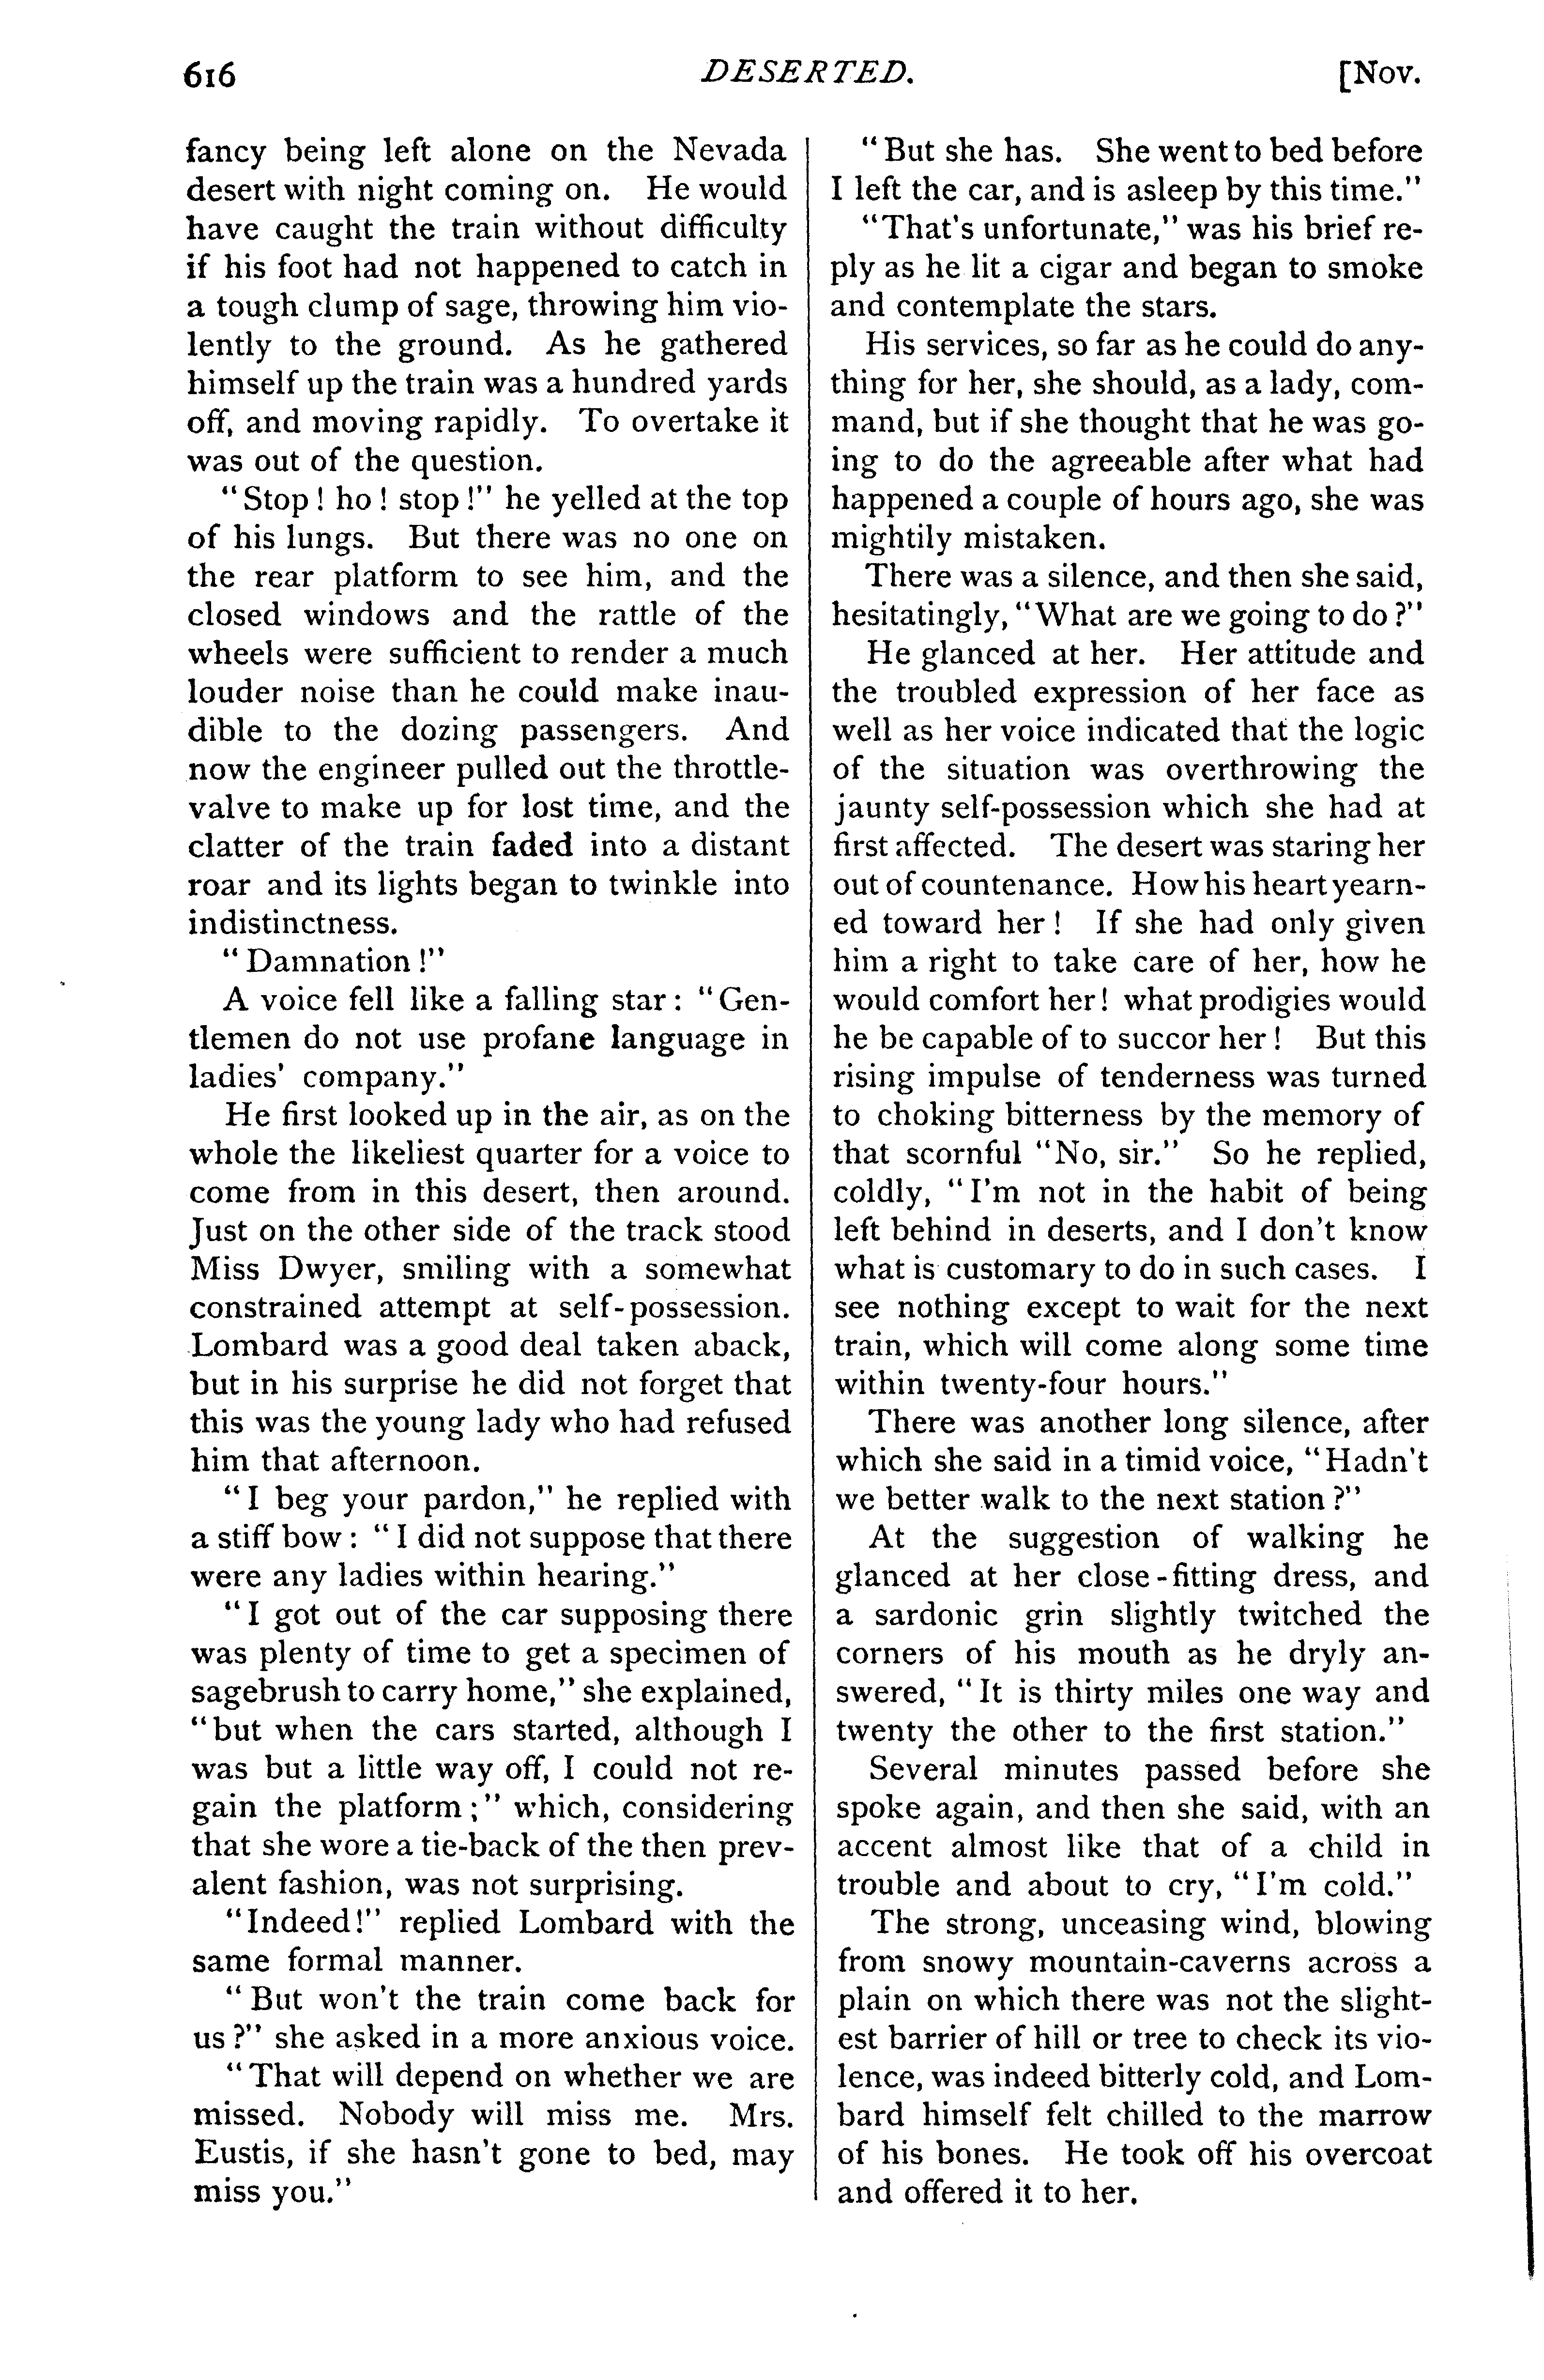 616
DESERTED.
[Nov.
fancy being left alone on the Nevada
desert with night coming on. He would
have caught the train without difficulty
if his foot had not happened to catch in
a tough clump of sage, throwing him vio-
lently to the ground. As he gathered
himself up the train was a hundred yards
off, and moving rapidly. To overtake it
was out of the question.
"Stop! ho! stop!" he yelled at the top
of his lungs. But there was no one on
the rear platform to see him, and the
closed windows and the rattle of the
wheels were sufficient to render a much
louder noise than he could make inau-
dible to the dozing passengers. And
now the engineer pulled out the throttle-
valve to make up for lost time, and the
clatter of the train faded into a distant
roar and its lights began to twinkle into
indistinctness.
"Damnation!"
A voice fell like a falling star: "Gen-
tlemen do not use profane language in
ladies' company."
He first looked up in the air, as on the
whole the likeliest quarter for a voice to
come from in this desert, then around.
Just on the other side of the track stood
Miss Dwyer, smiling with a somewhat
constrained attempt at self-possession.
Lombard was a good deal taken aback,
but in his surprise he did not forget that
this was the young lady who had refused
him that afternoon.
"I beg your pardon," he replied with
a stiff bow: "I did not suppose that there
were any ladies within hearing."
"I got out of the car supposing there
was plenty of time to get a specimen of
sagebrush to carry home," she explained,
"but when the cars started, although I
was but a little way off, I could not re-
gain the platform;" which, considering
that she wore a tie-back of the then prev-
alent fashion, was not surprising.
"Indeed!" replied Lombard with the
same formal manner.
"But won't the train come back for
us?" she asked in a more anxious voice.
"That will depend on whether we are
missed. Nobody will miss me. Mrs.
Eustis, if she hasn't gone to bed, may
miss you."
"But she has. She went to bed before
I left the car, and is asleep by this time."
"That's unfortunate," was his brief re-
ply as he lit a cigar and began to smoke
and contemplate the stars.
His services, so far as he could do any-
thing for her, she should, as a lady, com-
mand, but if she thought that he was go-
ing to do the agreeable after what had
happened a couple of hours ago, she was
mightily mistaken.
There was a silence, and then she said,
hesitatingly, "What are we going to do?"
He glanced at her. Her attitude and
the troubled expression of her face as
well as her voice indicated that the logic
of the situation was overthrowing the
jaunty self-possession which she had at
first affected. The desert was staring her
out of countenance. How his heart yearn-
ed toward her! If she had only given
him a right to take care of her, how he
would comfort her! what prodigies would
he be capable of to succor her! But this
rising impulse of tenderness was turned
to choking bitterness by the memory of
that scornful "No, sir." So he replied,
coldly, "I'm not in the habit of being
left behind in deserts, and I don't know
what is customary to do in such cases. I
see nothing except to wait for the next
train, which will come along some time
within twenty-four hours."
There was another long silence, after
which she said in a timid voice, "Hadn't
we better walk to the next station?"
At the suggestion of walking he
glanced at her close-fitting dress, and
a sardonic grin slightly twitched the
corners of his mouth as he dryly an-
swered, "It is thirty miles one way and
twenty the other to the first station."
Several minutes passed before she
spoke again, and then she said, with an
accent almost like that of a child in
trouble and about to cry, "I'm cold."
The strong, unceasing wind, blowing
from snowy mountain-caverns across a
plain on which there was not the slight-
est barrier of hill or tree to check its vio-
lence, was indeed bitterly cold, and Lom-
bard himself felt chilled to the marrow
of his bones. He took off his overcoat
and offered it to her.